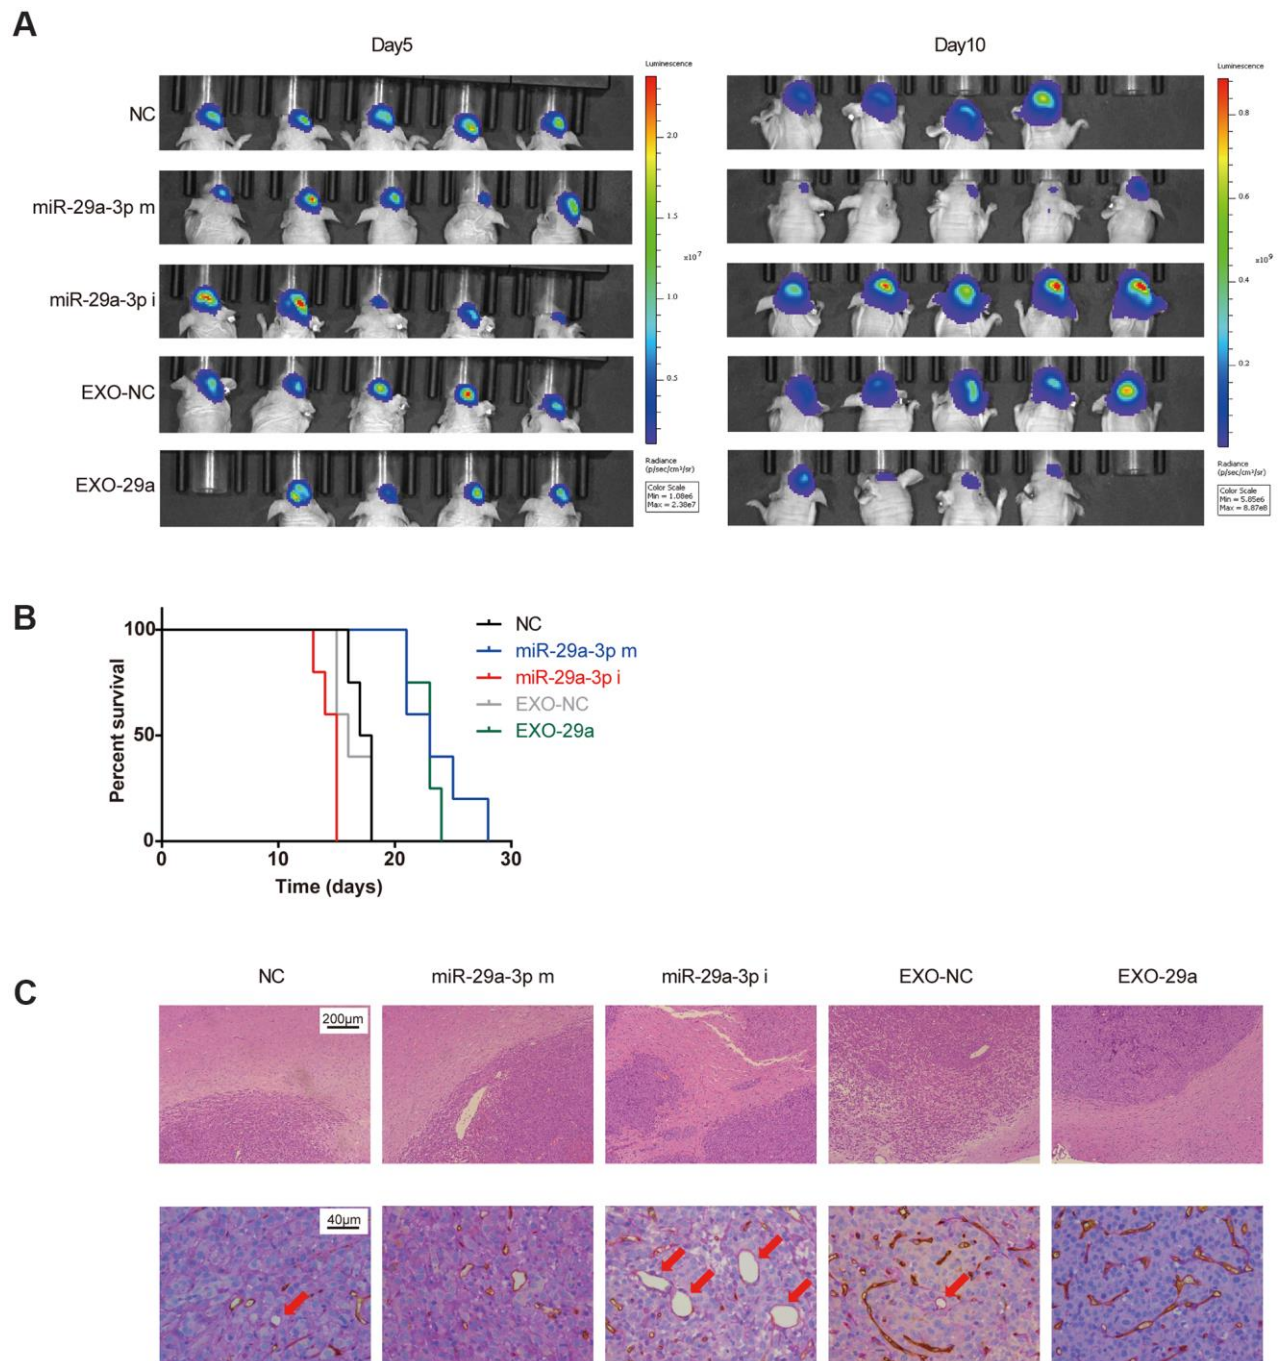 A
Day5
Day10
Luminescence
Luminescence
NC
miR-29a-3p m
miR-29a-3p i
EXO-NC
EXO-29a
2.0
1.5
1.0
0.5
x10^7
Radiance
(p/sec/cm²/sr)
Color Scale
Min = 1.08e6
Max = 2.38e7
0.8
0.6
0.4
0.2
x10^9
Radiance
(p/sec/cm²/sr)
Color Scale
Min = 5.85e6
Max = 8.87e8
B
Percent survival
100
50
0
0 10 20 30
Time (days)
NC
miR-29a-3p m
miR-29a-3p i
EXO-NC
EXO-29a
C
NC miR-29a-3p m miR-29a-3p i EXO-NC EXO-29a
200μm
40μm